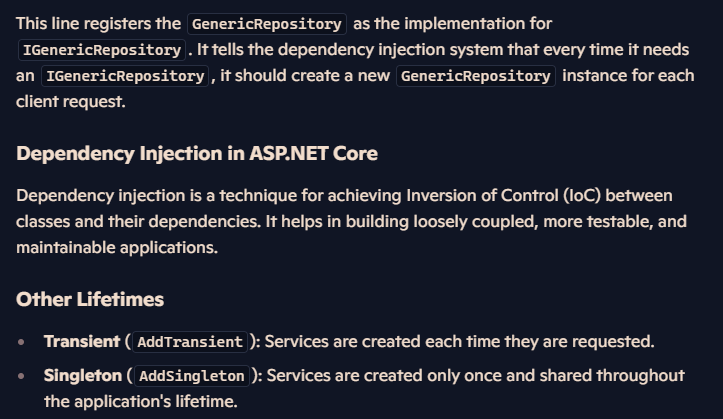 This line registers the GenericRepository as the implementation for
IGenericRepository. It tells the dependency injection system that every time it needs
an IGenericRepository, it should create a new GenericRepository instance for each
client request.
Dependency Injection in ASP.NET Core
Dependency injection is a technique for achieving Inversion of Control (IoC) between
classes and their dependencies. It helps in building loosely coupled, more testable, and
maintainable applications.
Other Lifetimes
• Transient (AddTransient): Services are created each time they are requested.
• Singleton (AddSingleton): Services are created only once and shared throughout
the application's lifetime.